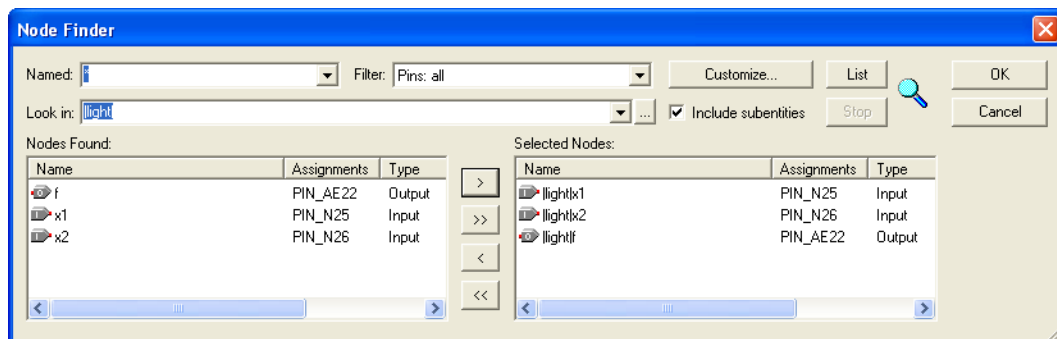 Node Finder
Named: * Filter: Pins: all Customize... List OK
Look in: |light| ... Include subentities Stop Cancel
Nodes Found: Selected Nodes:
Name Assignments Type > Name Assignments Type
f PIN_AE22 Output |light|x1 PIN_N25 Input
x1 PIN_N25 Input >> |light|x2 PIN_N26 Input
x2 PIN_N26 Input |light|f PIN_AE22 Output
<
<<